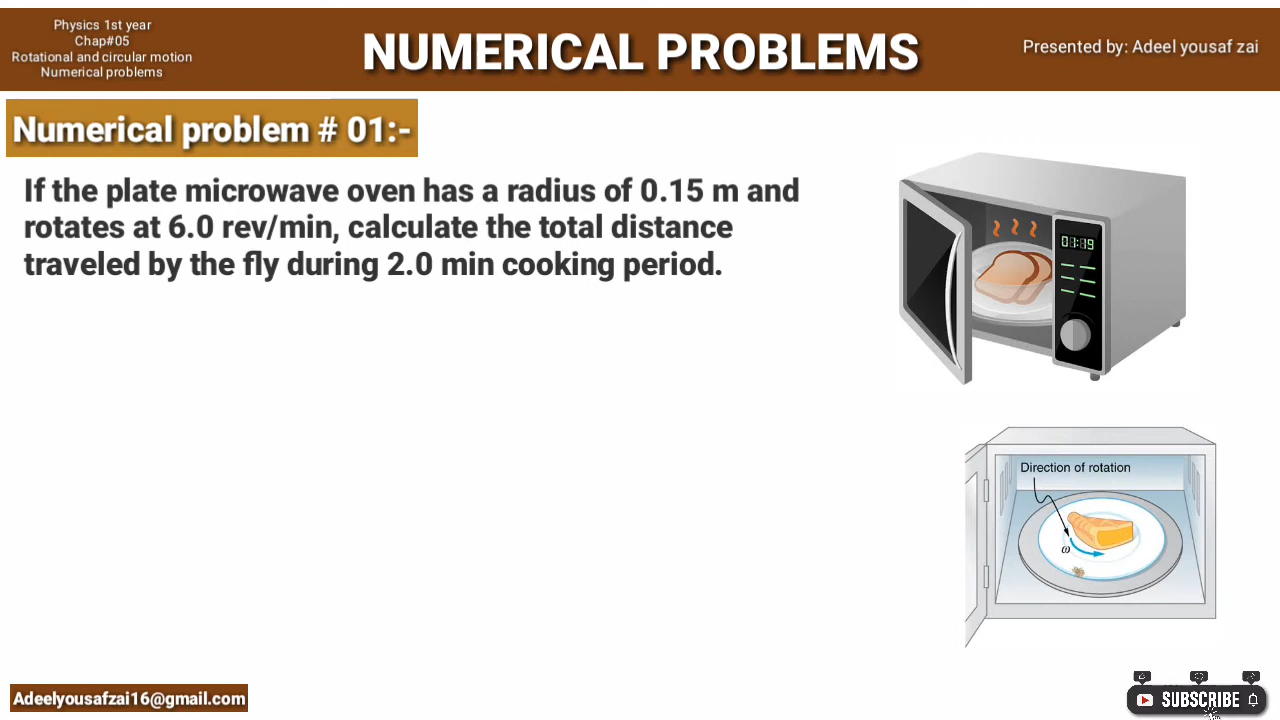 Physics 1st year
Chap#05
Rotational and circular motion
Numerical problems
NUMERICAL PROBLEMS
Presented by: Adeel yousaf zai
Numerical problem # 01:-
If the plate microwave oven has a radius of 0.15 m and
rotates at 6.0 rev/min, calculate the total distance
traveled by the fly during 2.0 min cooking period.
01:19
Direction of rotation
ω
Adeelyousafzai16@gmail.com
SUBSCRIBE